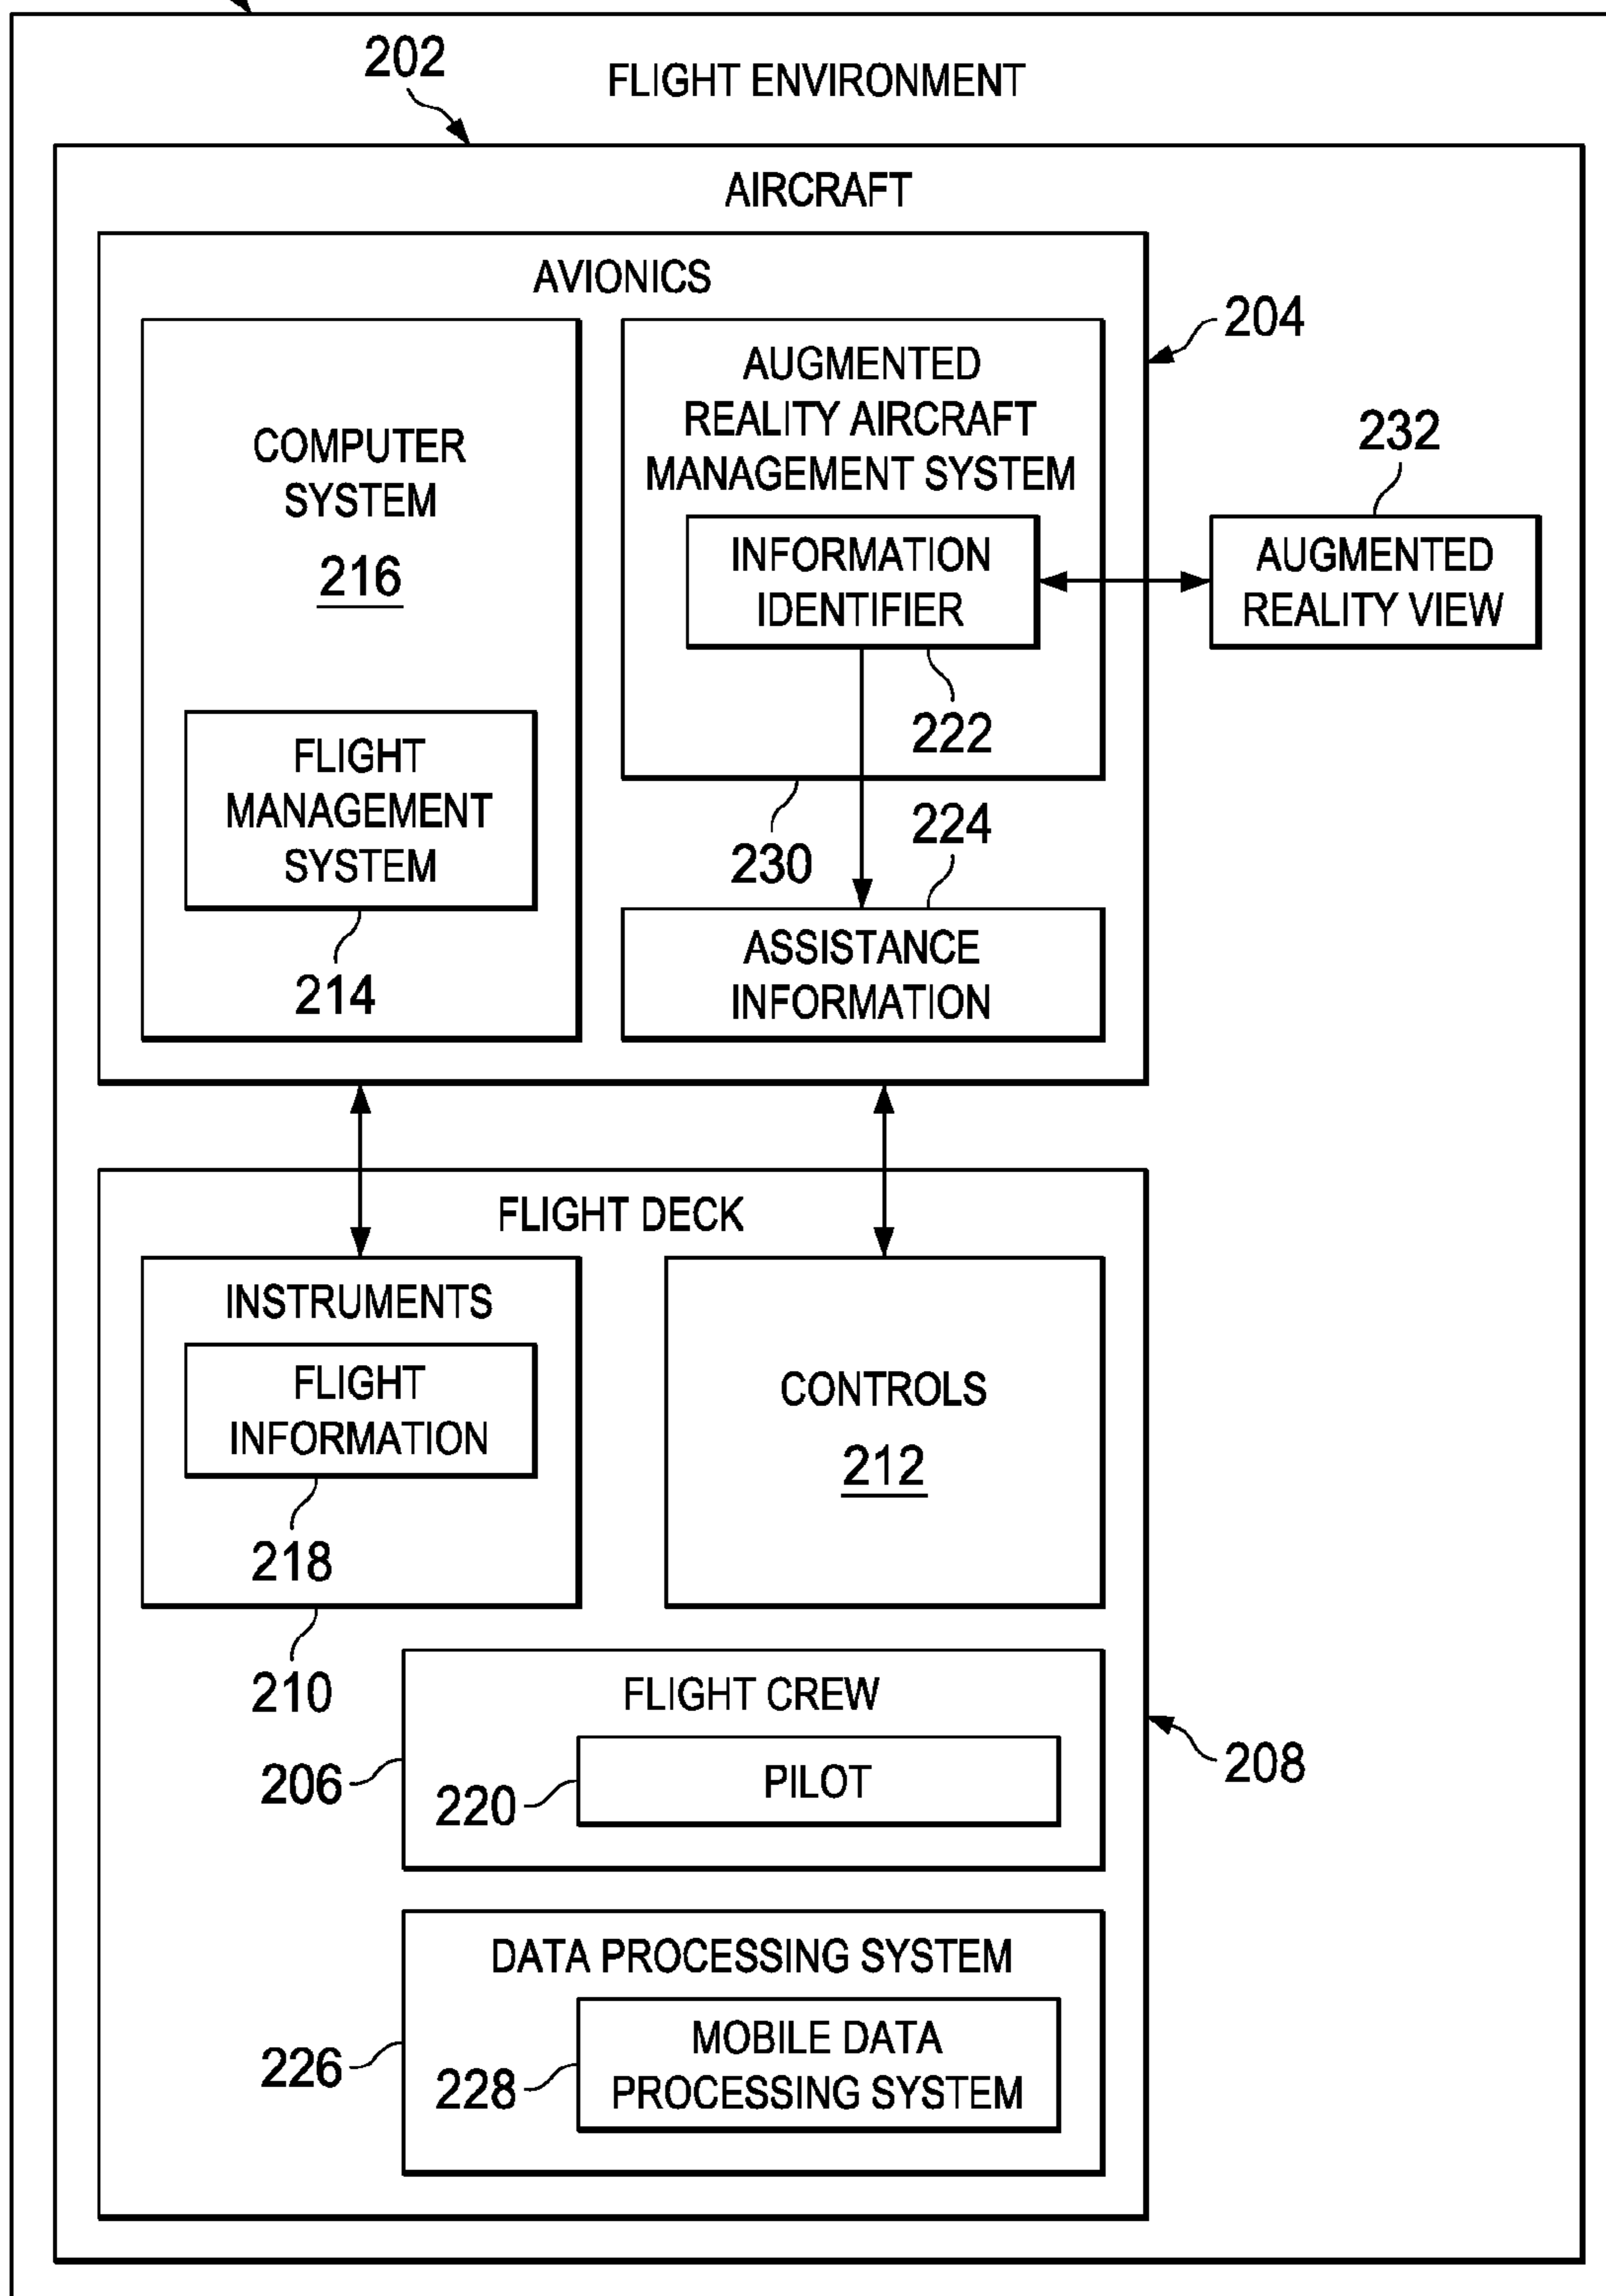 202
FLIGHT ENVIRONMENT
AIRCRAFT
AVIONICS
204
COMPUTER
SYSTEM
216
FLIGHT
MANAGEMENT
SYSTEM
214
AUGMENTED
REALITY AIRCRAFT
MANAGEMENT SYSTEM
INFORMATION
IDENTIFIER
222
230
232
AUGMENTED
REALITY VIEW
224
ASSISTANCE
INFORMATION
FLIGHT DECK
INSTRUMENTS
FLIGHT
INFORMATION
218
210
CONTROLS
212
FLIGHT CREW
206
220
PILOT
208
DATA PROCESSING SYSTEM
226
228
MOBILE DATA
PROCESSING SYSTEM